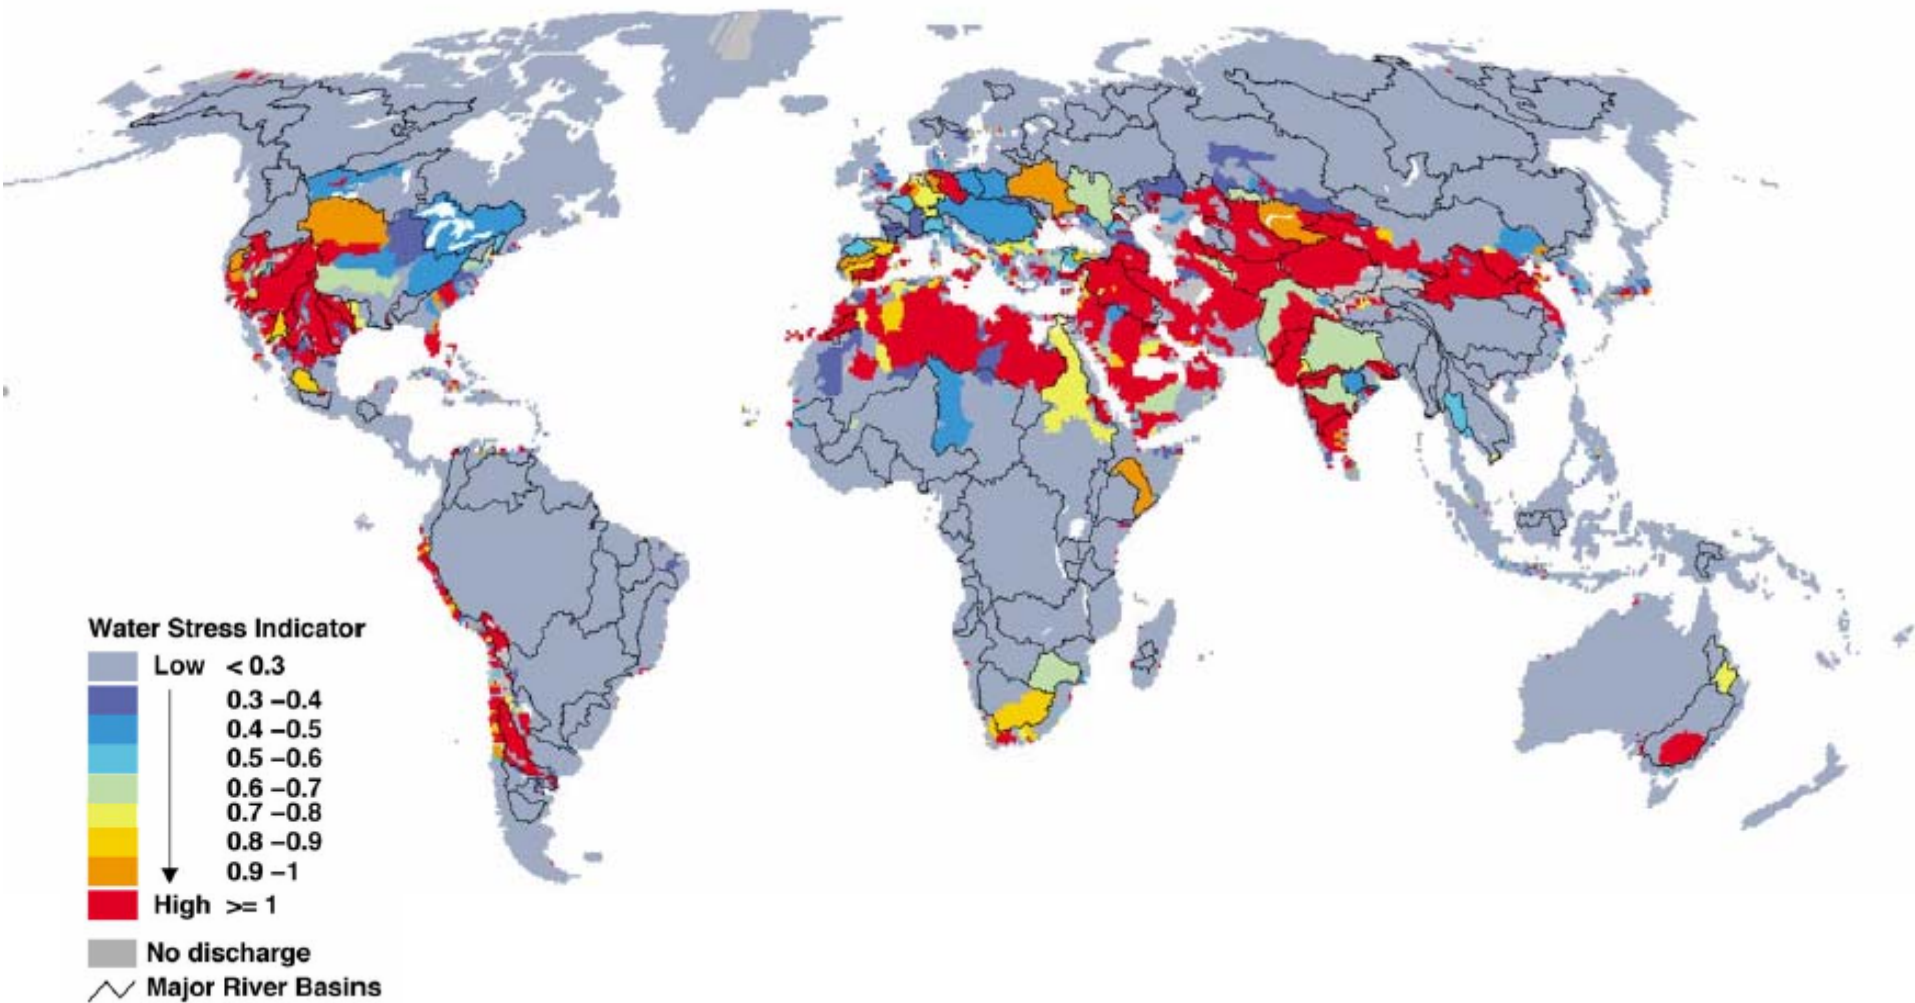 Water Stress Indicator
Low < 0.3
0.3 –0.4
0.4 –0.5
0.5 –0.6
0.6 –0.7
0.7 –0.8
0.8 –0.9
0.9 –1
High >= 1
No discharge
Major River Basins